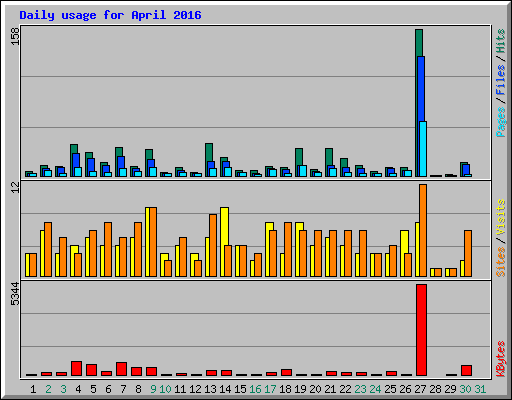 Daily usage for April 2016
158
Pages / Files / Hits
12
Sites / Visits
5344
KBytes
1 2 3 4 5 6 7 8 9 10 11 12 13 14 15 16 17 18 19 20 21 22 23 24 25 26 27 28 29 30 31